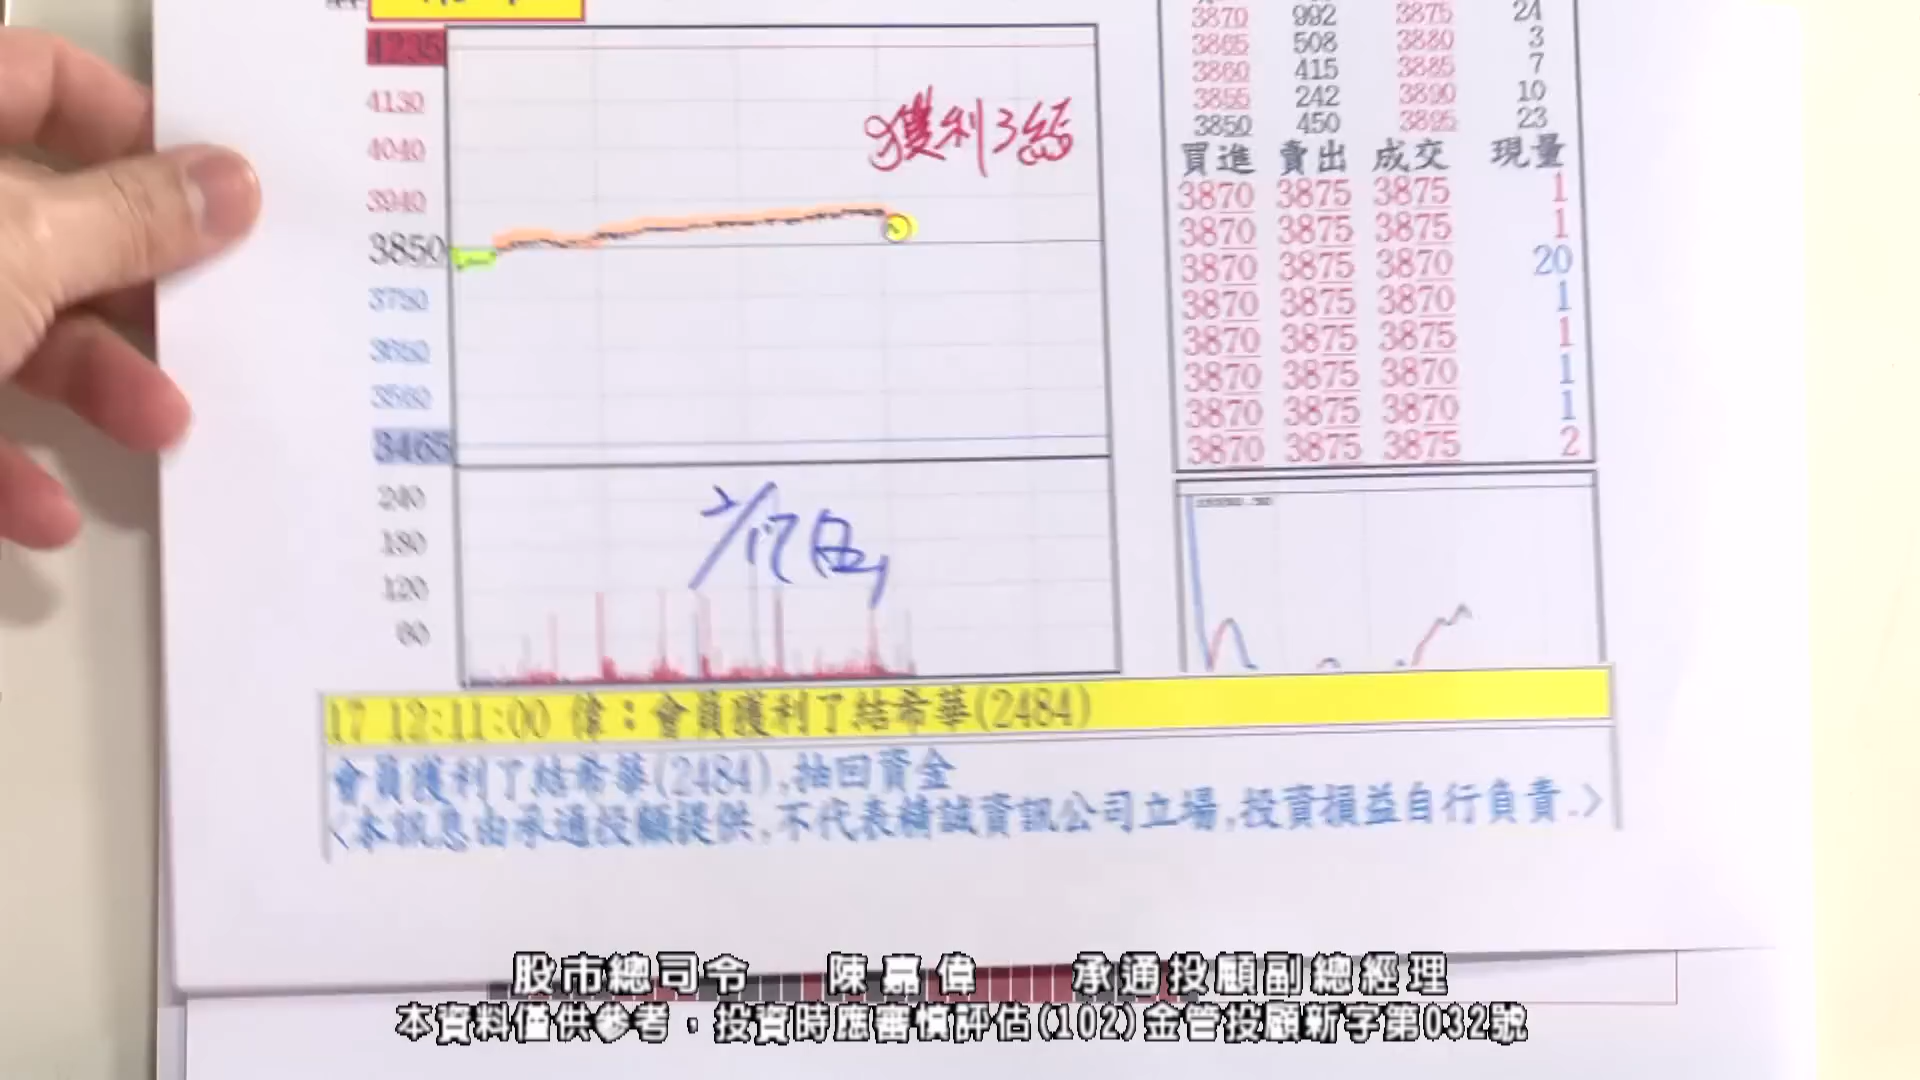 4235
4130
4040
3940
3850
3750
3650
3560
3465
240
180
120
60
獲利了結
2/17
3870 992 3875 24
3865 508 3880 3
3860 415 3885 7
3855 242 3890 10
3850 450 3895 23
買進 賣出 成交 現量
3870 3875 3875 1
3870 3875 3875 1
3870 3875 3870 20
3870 3875 3870 1
3870 3875 3875 1
3870 3875 3870 1
3870 3875 3870 1
3870 3875 3875 2
17 12:11:00 偉：會員獲利了結希華(2484)
會員獲利了結希華(2484),抽回資金
<本訊息由承通投顧提供,不代表精誠資訊公司立場,投資損益自行負責.>
股市總司令 陳嘉偉 承通投顧副總經理
本資料僅供參考，投資時應審慎評估(102)金管投顧新字第032號